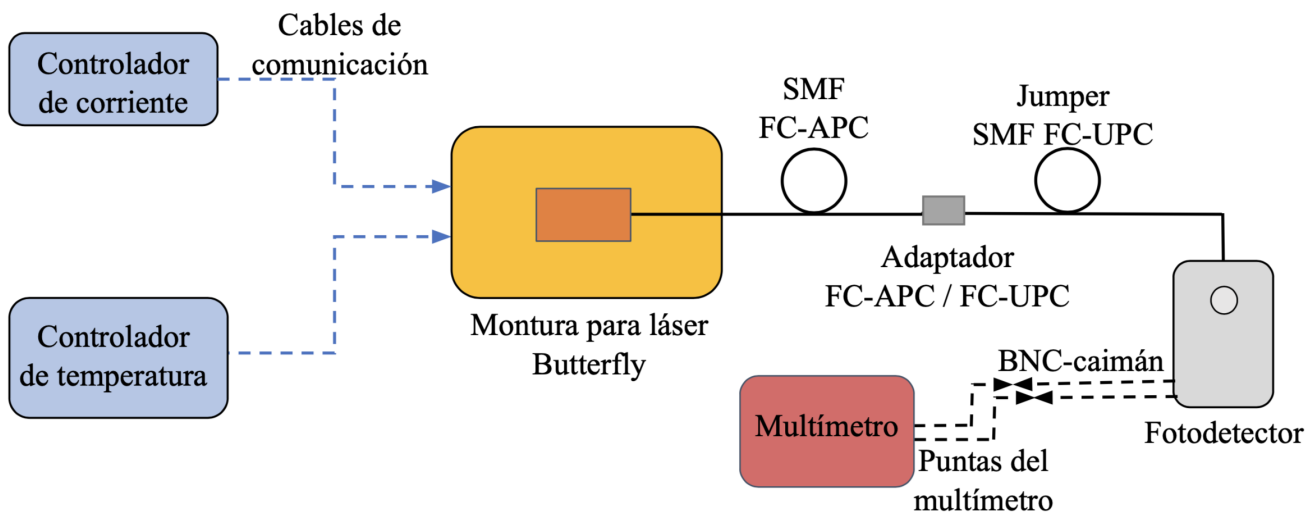 Controlador
de corriente
Cables de
comunicación
SMF
FC-APC
Jumper
SMF FC-UPC
Adaptador
FC-APC / FC-UPC
Controlador
de temperatura
Montura para láser
Butterfly
BNC-caimán
Multímetro
Puntas del
multímetro
Fotodetector